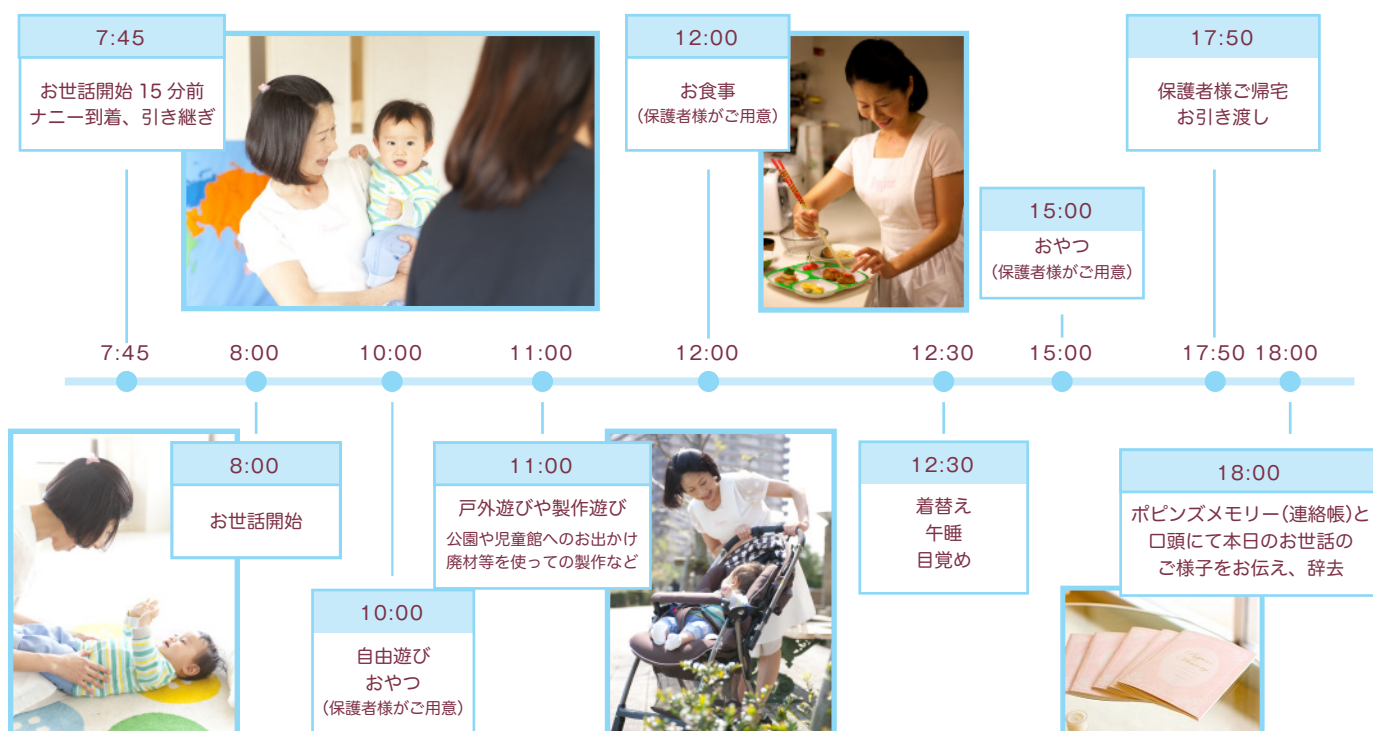 7:45
お世話開始 15 分前
ナニー到着、引き継ぎ
12:00
お食事
(保護者様がご用意)
17:50
保護者様ご帰宅
お引き渡し
15:00
おやつ
(保護者様がご用意)
7:45 8:00 10:00 11:00 12:00 12:30 15:00 17:50 18:00
8:00
お世話開始
10:00
自由遊び
おやつ
(保護者様がご用意)
11:00
戸外遊びや製作遊び
公園や児童館へのお出かけ
廃材等を使っての製作など
12:30
着替え
午睡
目覚め
18:00
ポピンズメモリー(連絡帳)と
口頭にて本日のお世話の
ご様子をお伝え、辞去